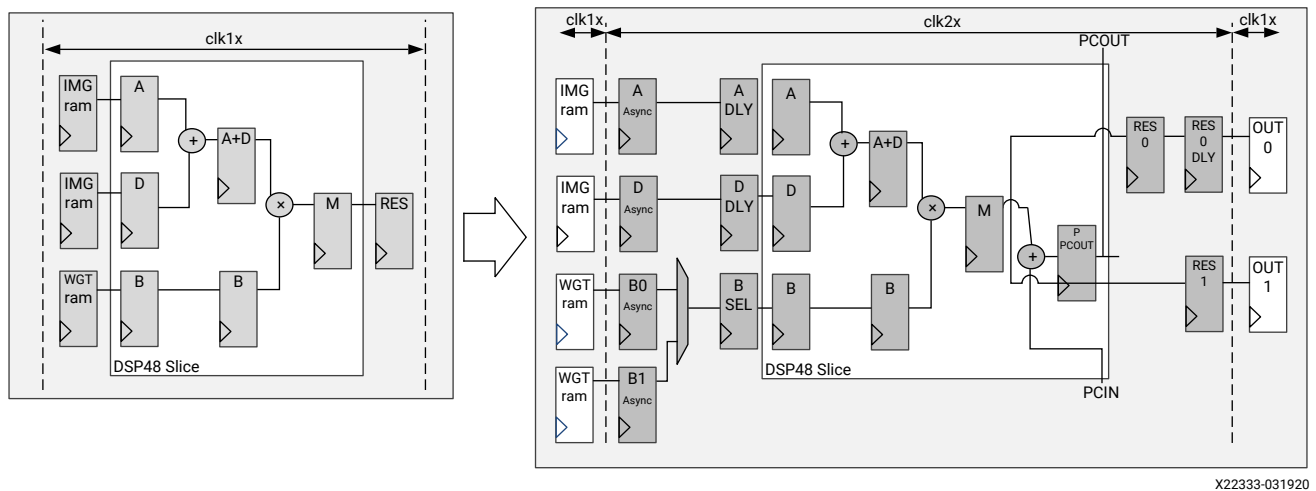 clk1x
IMG
ram
A
+
A+D
IMG
ram
D
×
M
RES
WGT
ram
B
B
DSP48 Slice
clk1x
clk2x
clk1x
PCOUT
IMG
ram
A
Async
A
DLY
A
+
A+D
IMG
ram
D
Async
D
DLY
D
×
M
WGT
ram
B0
Async
B
SEL
B
B
+
P
PCOUT
WGT
ram
B1
Async
DSP48 Slice
PCIN
RES
0
RES
0
DLY
OUT
0
RES
1
OUT
1
X22333-031920